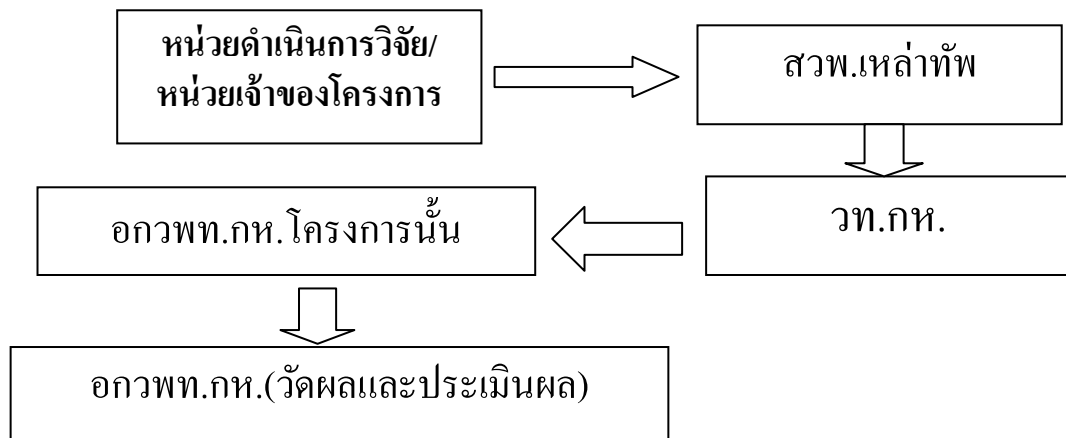 หน่วยดำเนินการวิจัย/
หน่วยเจ้าของโครงการ
สวพ.เหล่าทัพ
วท.กห.
อกวพท.กห.โครงการนั้น
อกวพท.กห.(วัดผลและประเมินผล)